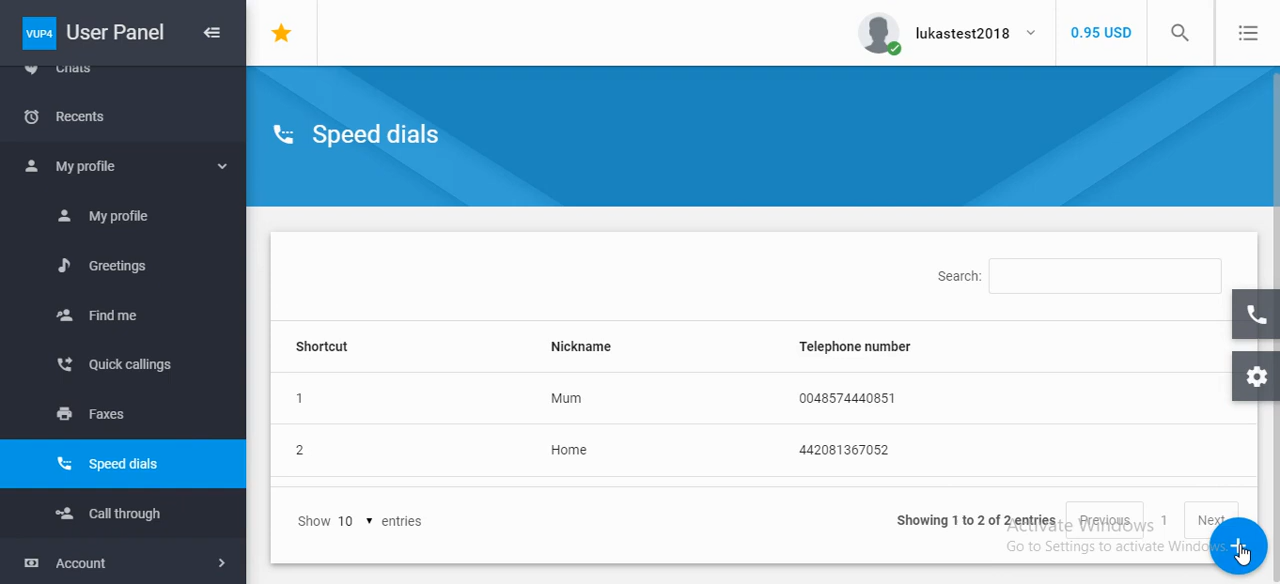 VUP4 User Panel
lukastest2018
0.95 USD
Chats
Recents
My profile
My profile
Greetings
Find me
Quick callings
Faxes
Speed dials
Call through
Account
Speed dials
Search:
Shortcut Nickname Telephone number
1 Mum 0048574440851
2 Home 442081367052
Show 10 entries
Showing 1 to 2 of 2 entries Previous 1 Next
Activate Windows
Go to Settings to activate Windows.